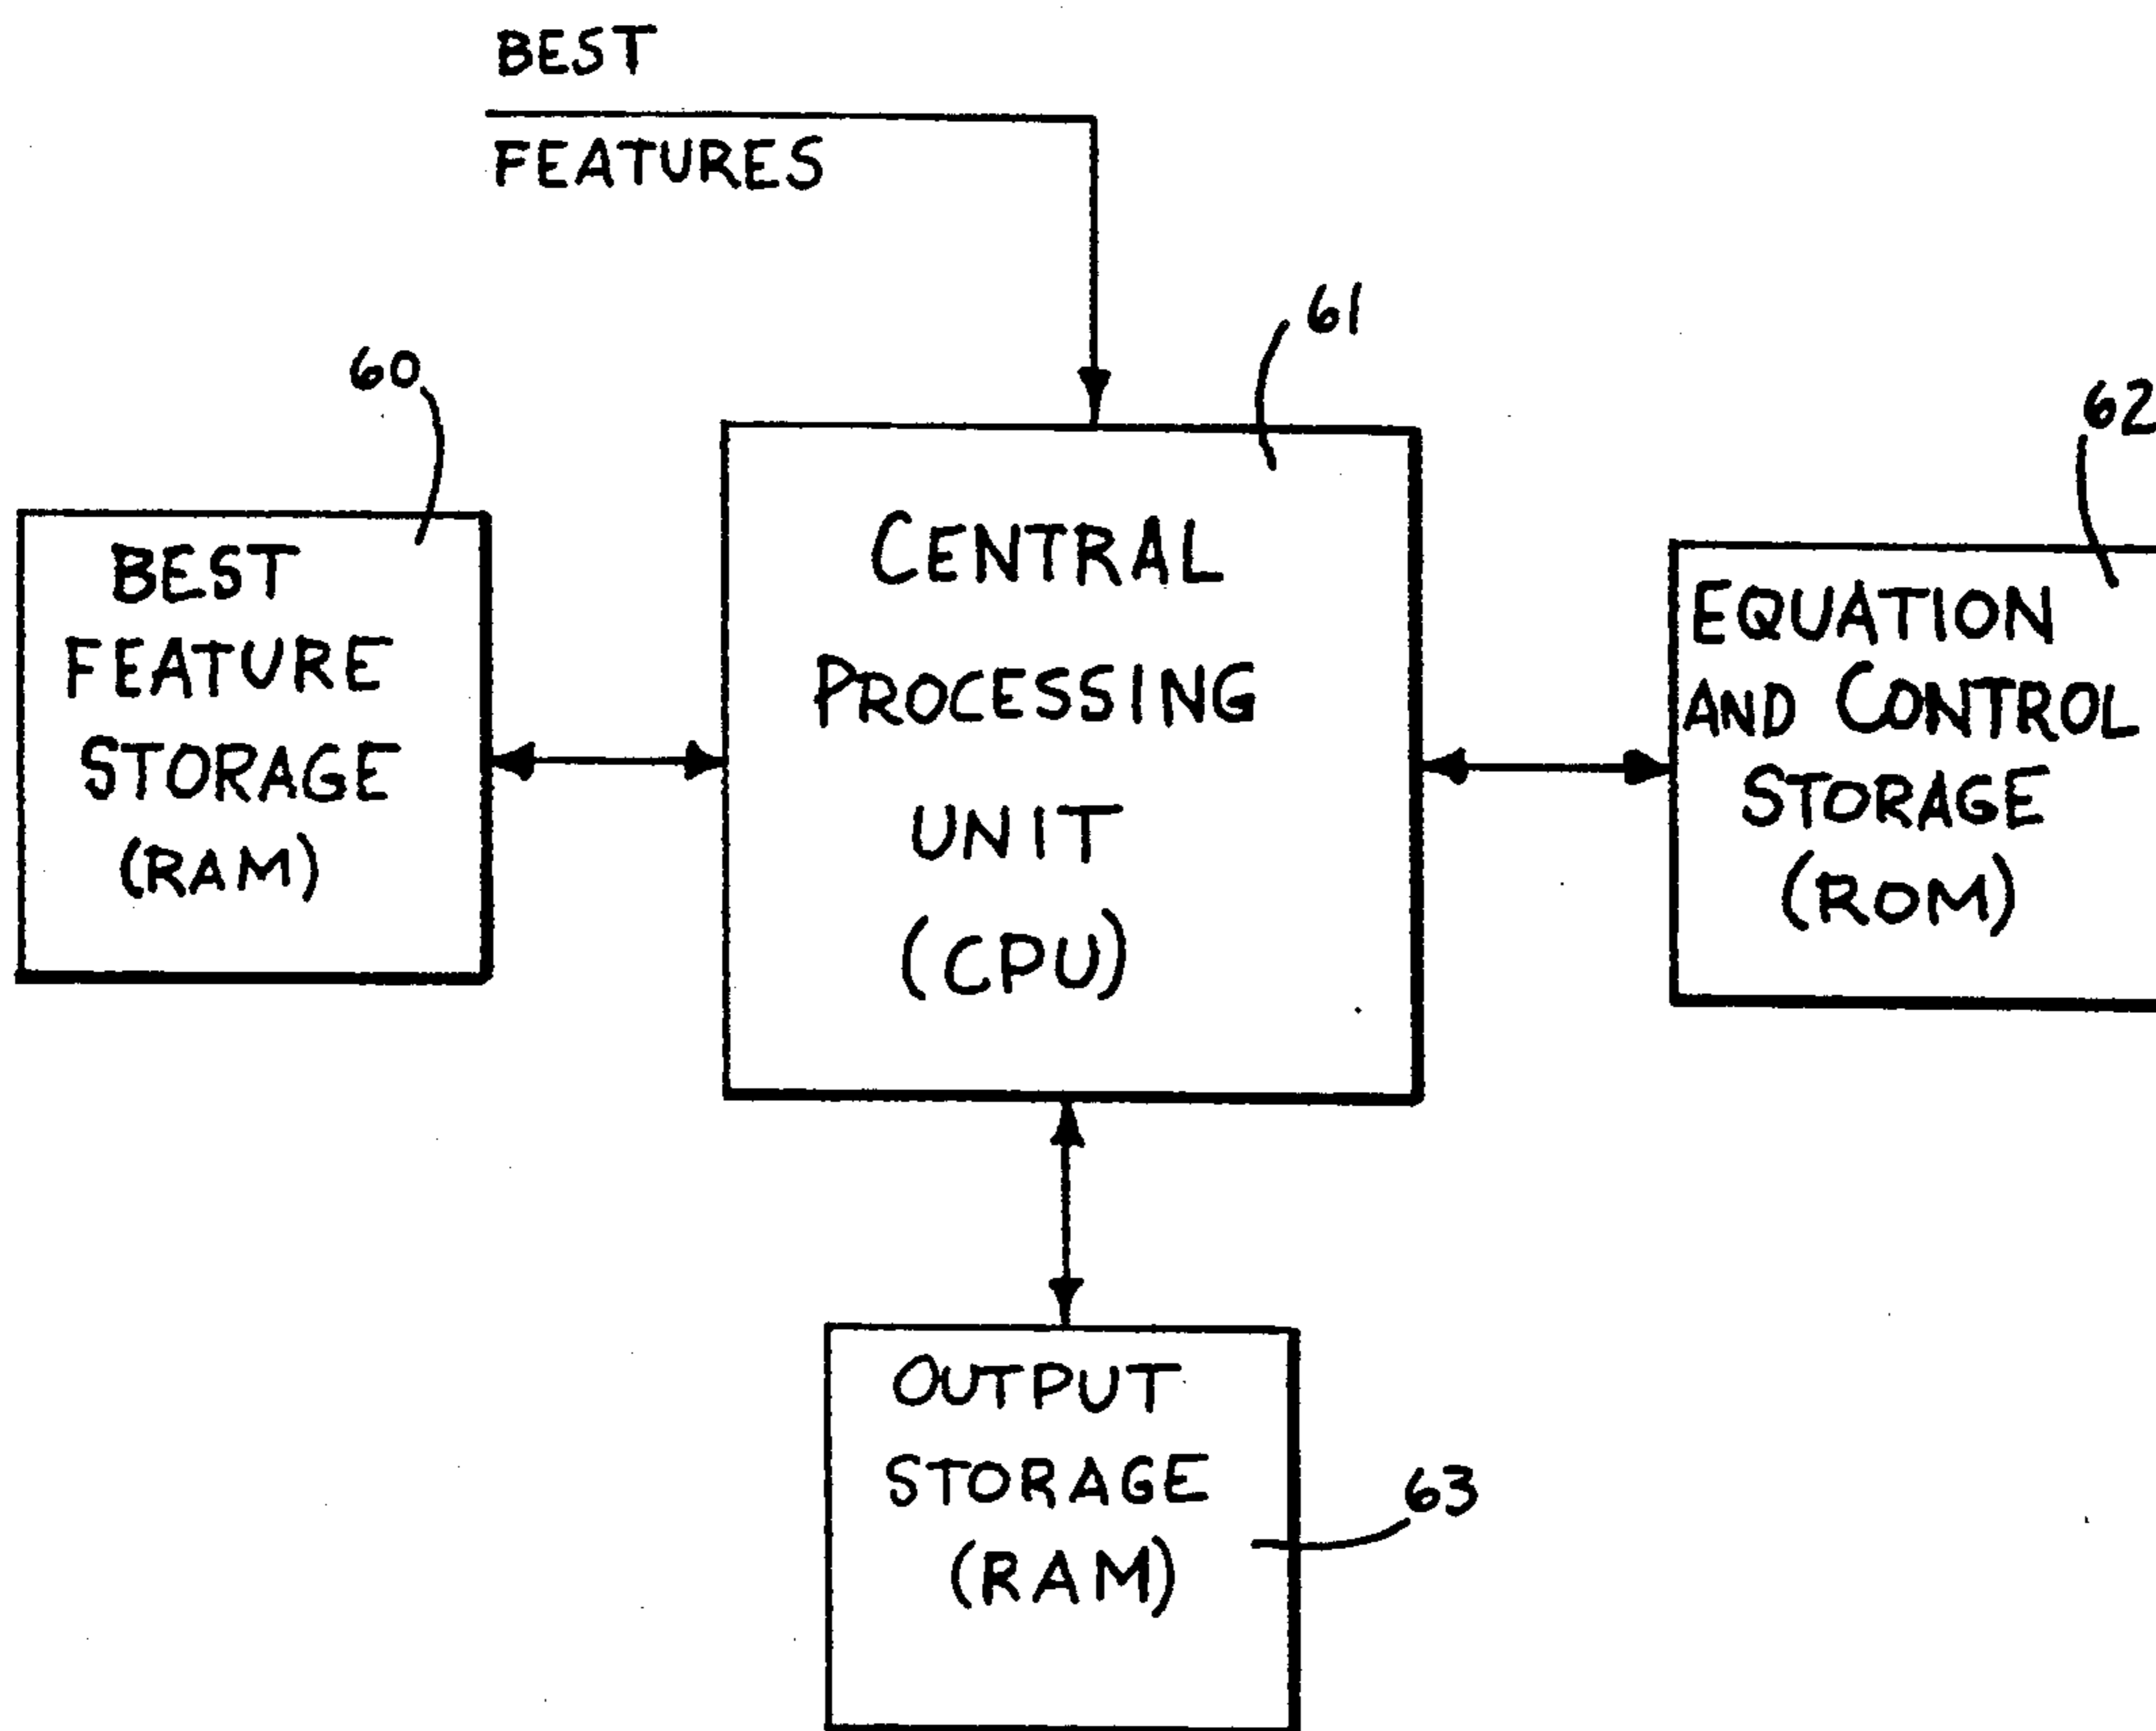 BEST
FEATURES
61
60
62
BEST
FEATURE
STORAGE
(RAM)
CENTRAL
PROCESSING
UNIT
(CPU)
EQUATION
AND CONTROL
STORAGE
(ROM)
OUTPUT
STORAGE
(RAM)
63